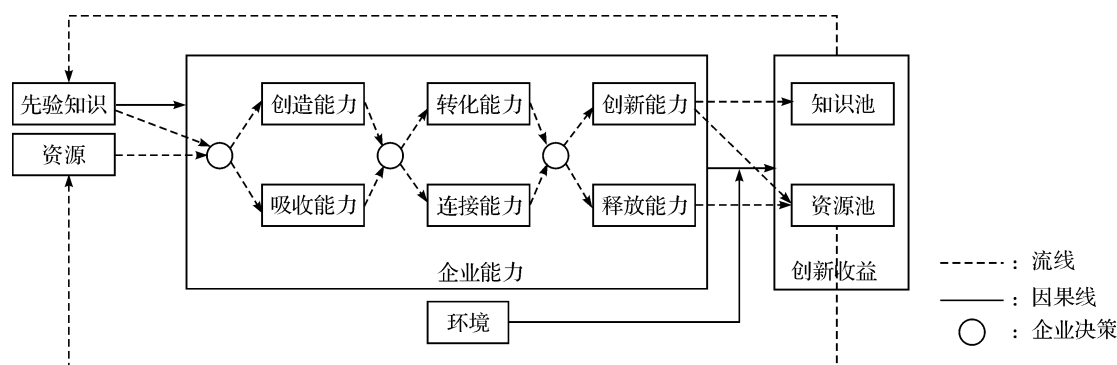 先验知识
资源
创造能力
转化能力
创新能力
知识池
吸收能力
连接能力
释放能力
资源池
企业能力
创新收益
环境
：流线
：因果线
：企业决策